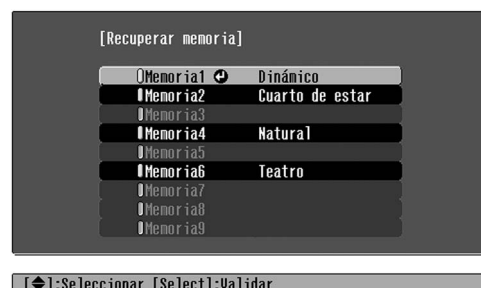 [Recuperar memoria]
Memoria1 Dinámico
Memoria2 Cuarto de estar
Memoria3
Memoria4 Natural
Memoria5
Memoria6 Teatro
Memoria7
Memoria8
Memoria9
[◆]:Seleccionar [Select]:Validar